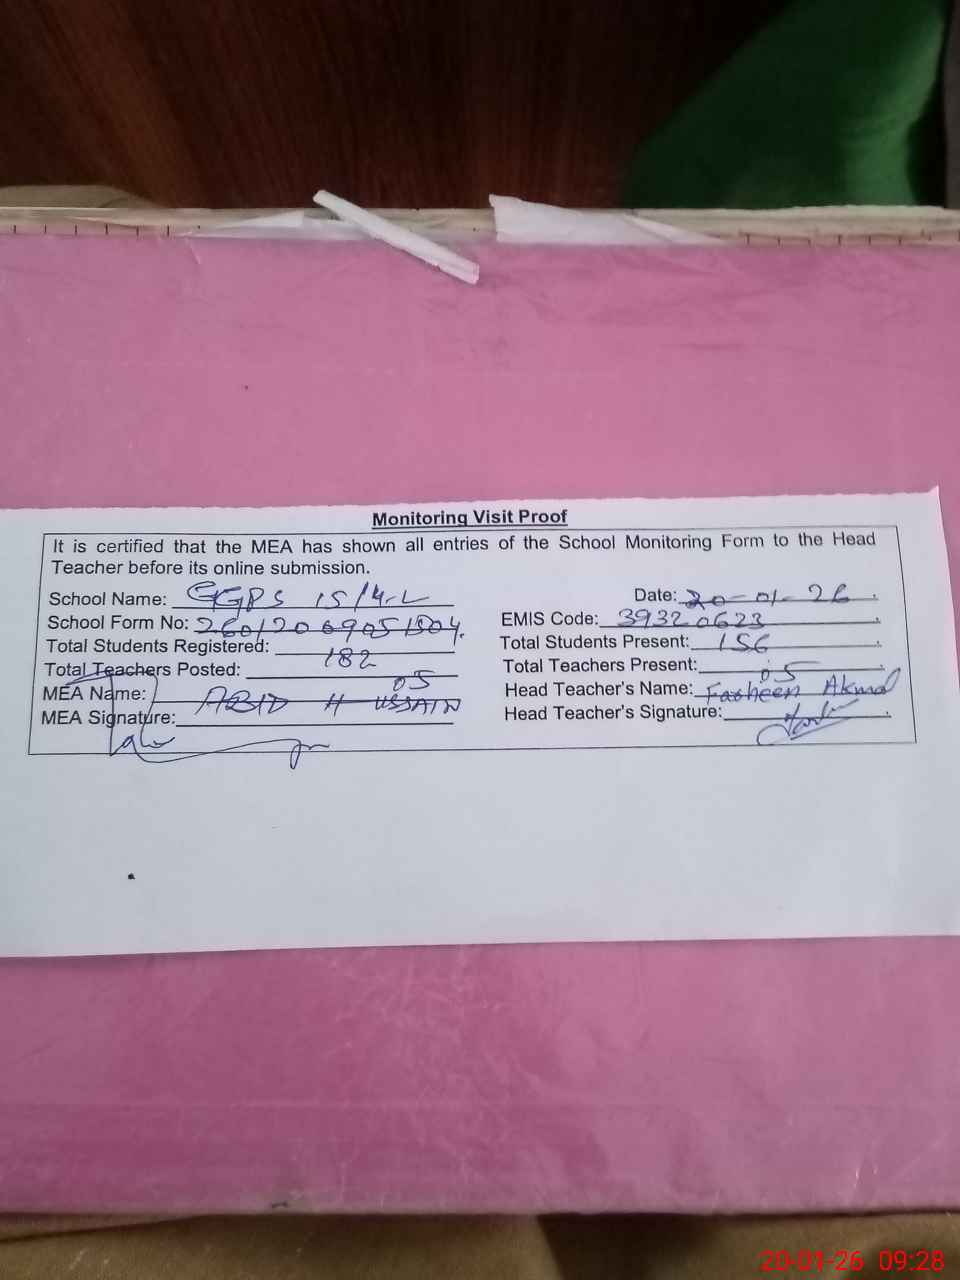 Monitoring Visit Proof
It is certified that the MEA has shown all entries of the School Monitoring Form to the Head
Teacher before its online submission.
School Name: GGPS 15/4-L Date: 20-01-26
School Form No: EMIS Code: 39320623
Total Students Registered: 182 Total Students Present: 156
Total Teachers Posted: 05 Total Teachers Present: 05
MEA Name: ABID HUSSAIN Head Teacher's Name: Akmal
MEA Signature: Head Teacher's Signature:
20-01-26 09:28